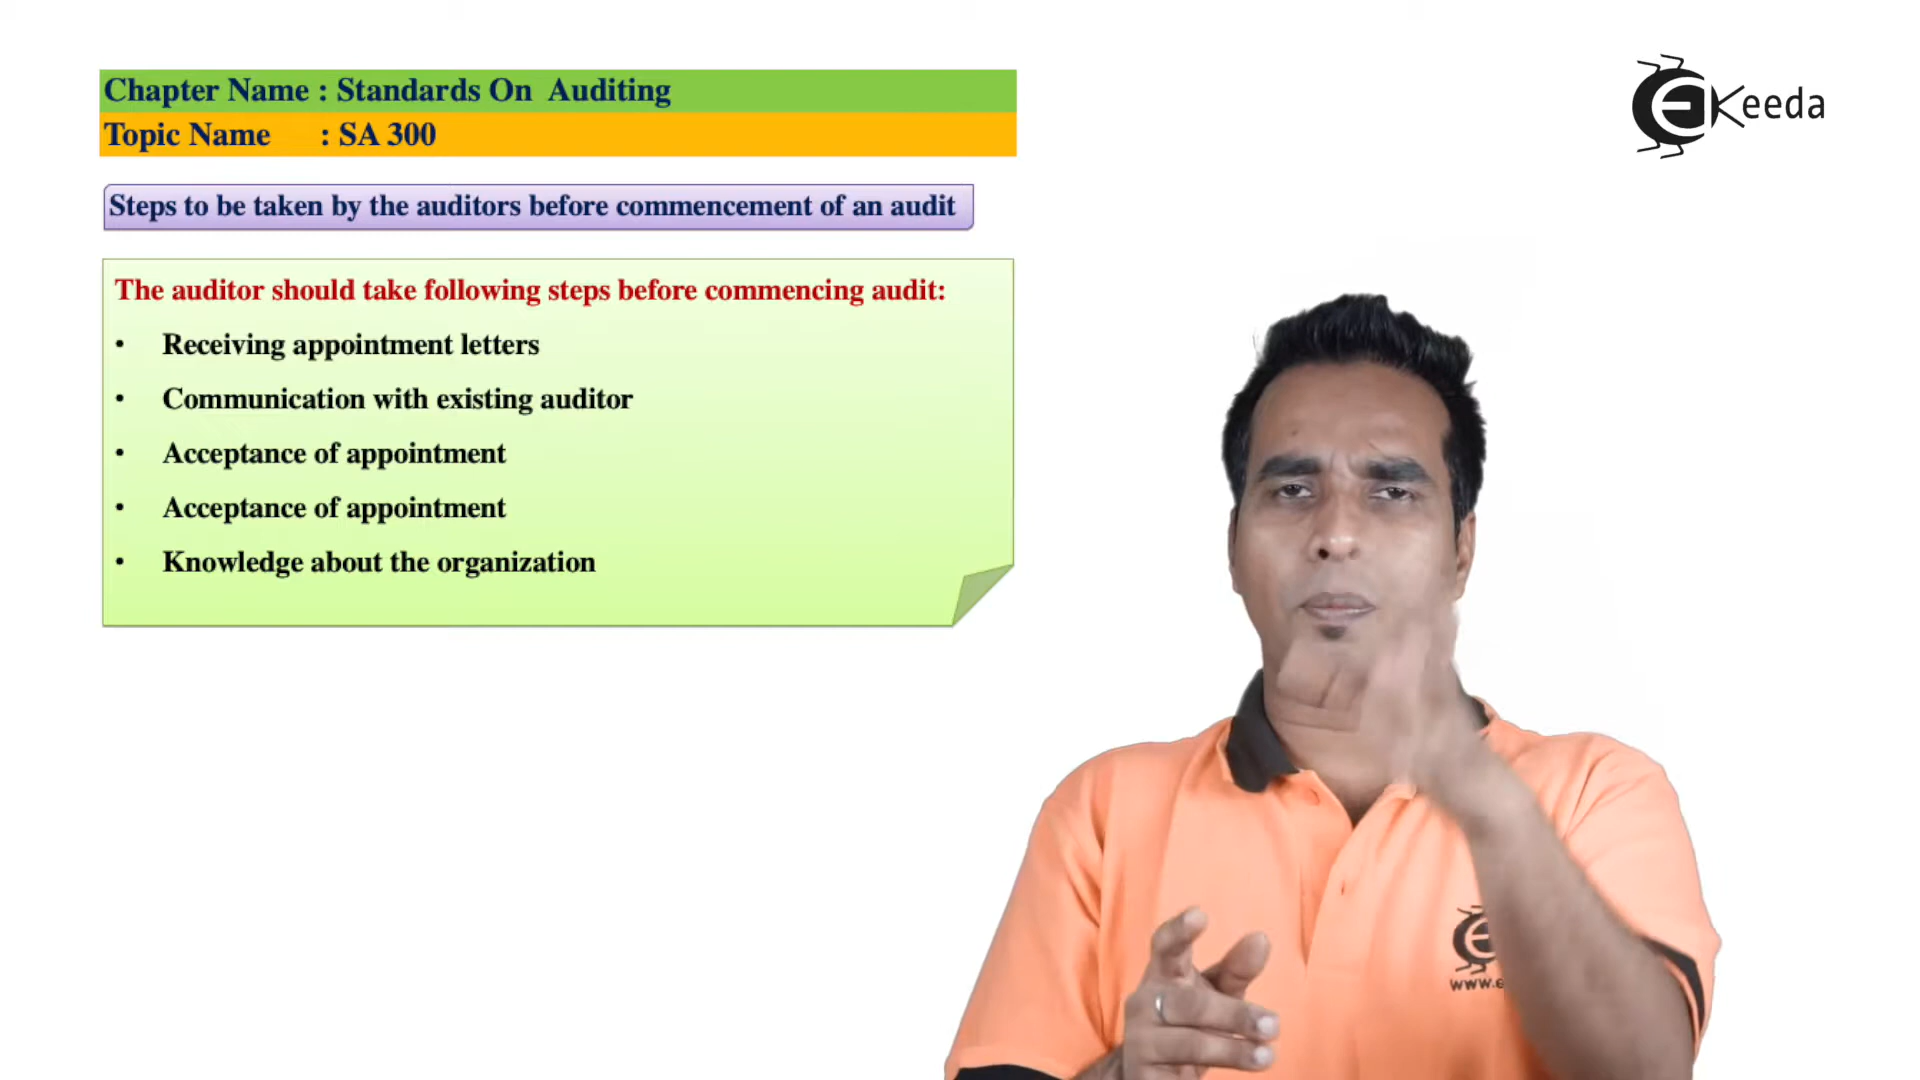 Chapter Name : Standards On Auditing
Topic Name : SA 300
eKeeda
Steps to be taken by the auditors before commencement of an audit
The auditor should take following steps before commencing audit:
• Receiving appointment letters
• Communication with existing auditor
• Acceptance of appointment
• Acceptance of appointment
• Knowledge about the organization
e
www.e